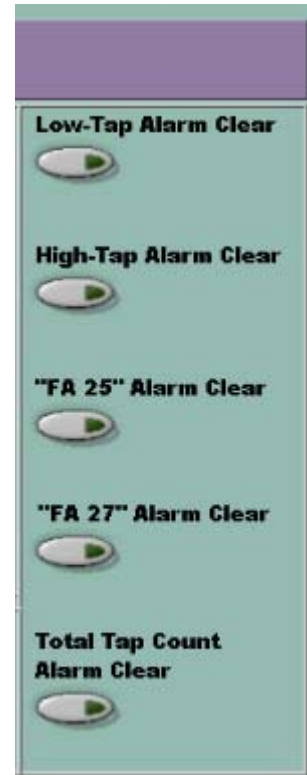 Low-Tap Alarm Clear
High-Tap Alarm Clear
"FA 25" Alarm Clear
"FA 27" Alarm Clear
Total Tap Count
Alarm Clear